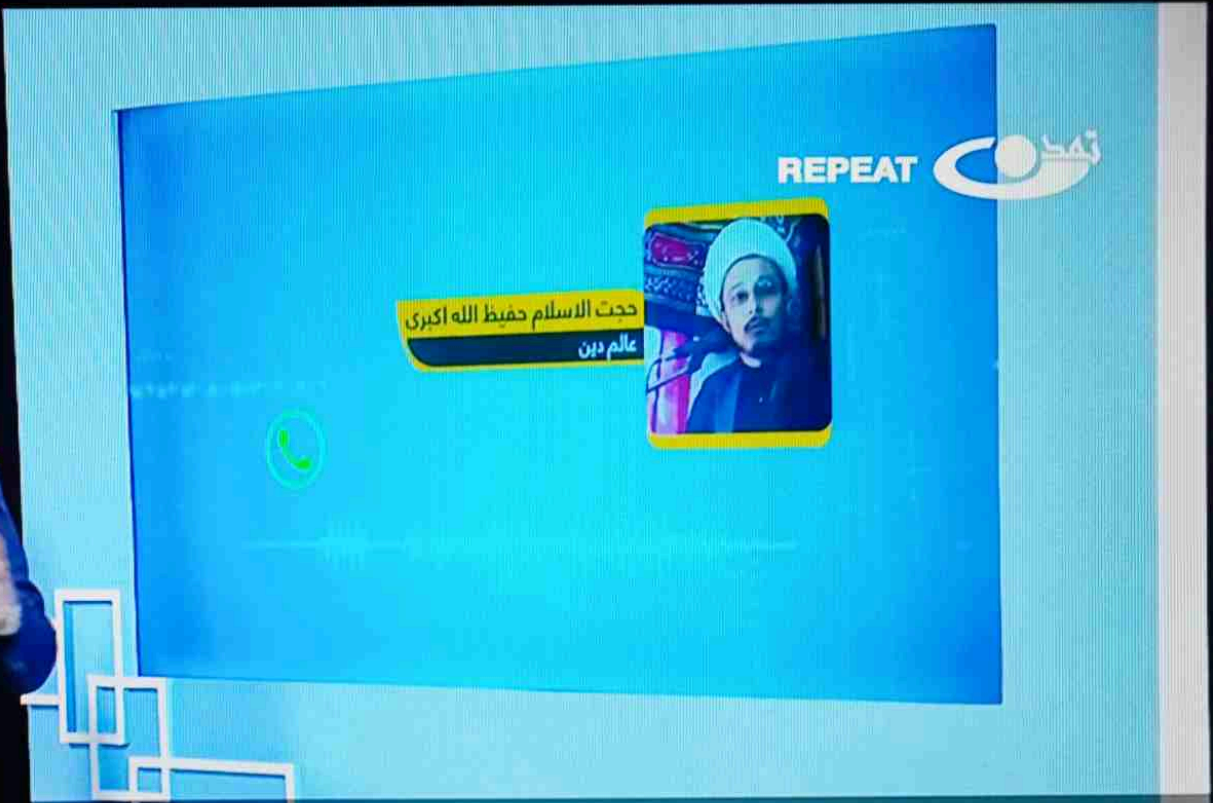 REPEAT تمدن
حجت الاسلام حفیظ الله اکبری
عالم دین